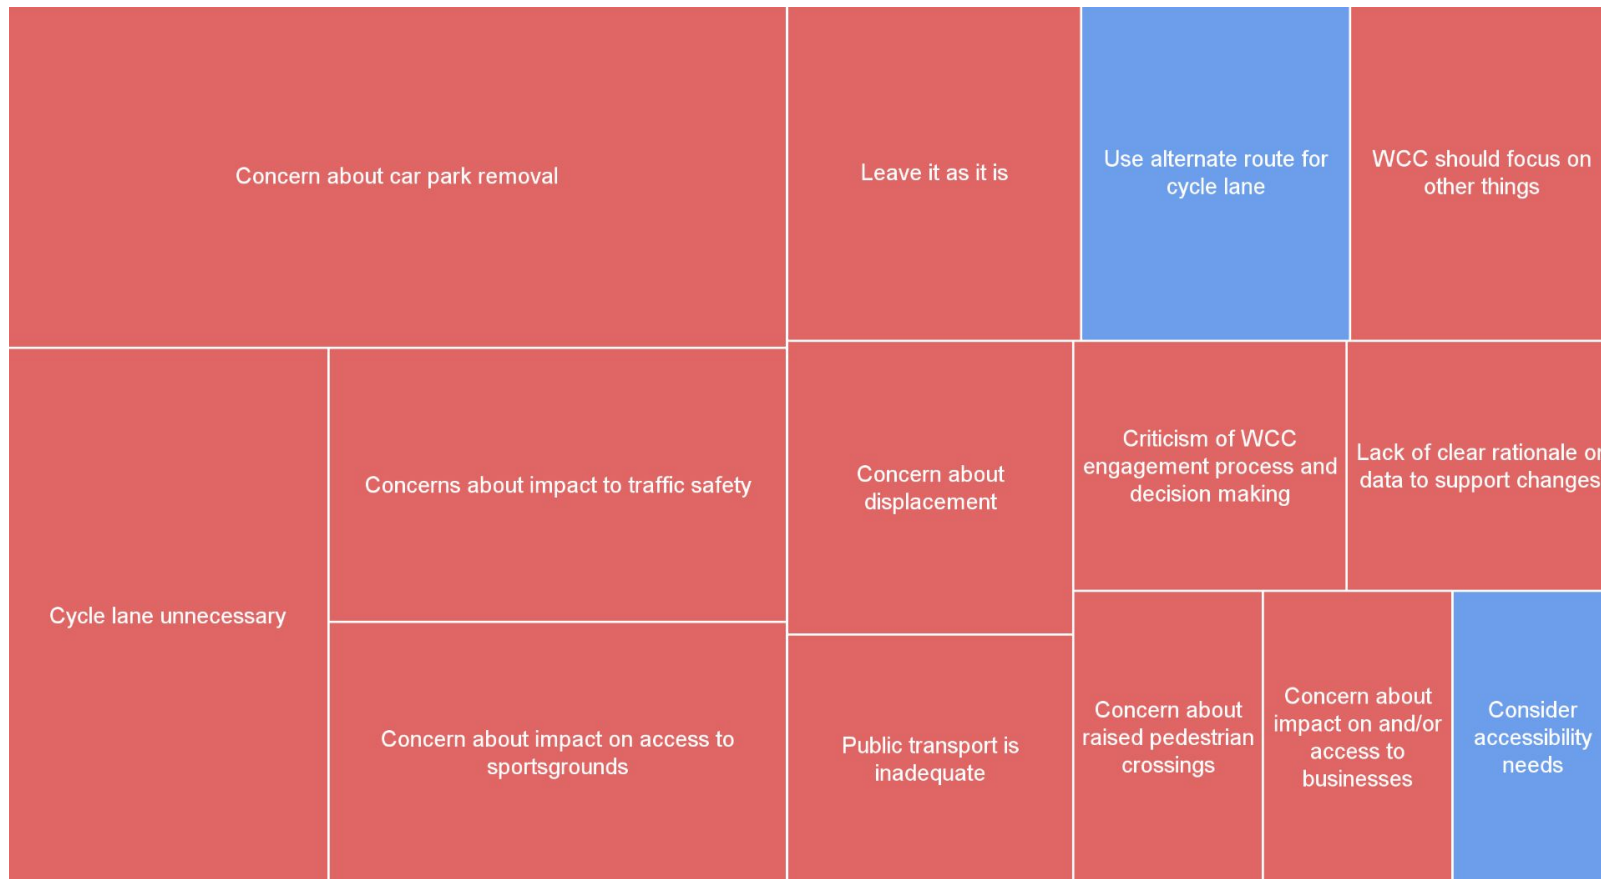 Concern about car park removal
Leave it as it is
Use alternate route for
cycle lane
WCC should focus on
other things
Cycle lane unnecessary
Concerns about impact to traffic safety
Concern about impact on access to
sportsgrounds
Concern about
displacement
Public transport is
inadequate
Criticism of WCC
engagement process and
decision making
Lack of clear rationale or
data to support changes
Concern about
raised pedestrian
crossings
Concern about
impact on and/or
access to
businesses
Consider
accessibility
needs